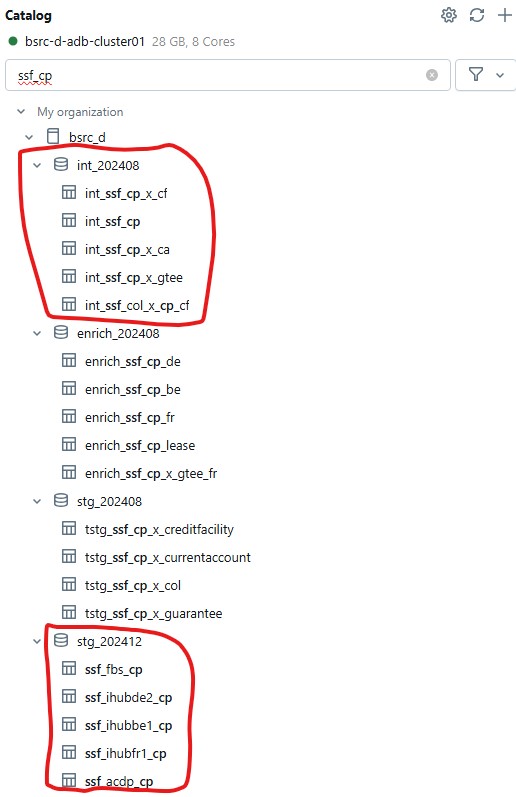 Catalog
bsrc-d-adb-cluster01 28 GB, 8 Cores
ssf_cp
My organization
bsrc_d
int_202408
int_ssf_cp_x_cf
int_ssf_cp
int_ssf_cp_x_ca
int_ssf_cp_x_gtee
int_ssf_col_x_cp_cf
enrich_202408
enrich_ssf_cp_de
enrich_ssf_cp_be
enrich_ssf_cp_fr
enrich_ssf_cp_lease
enrich_ssf_cp_x_gtee_fr
stg_202408
tstg_ssf_cp_x_creditfacility
tstg_ssf_cp_x_currentaccount
tstg_ssf_cp_x_col
tstg_ssf_cp_x_guarantee
stg_202412
ssf_fbs_cp
ssf_ihubde2_cp
ssf_ihubbe1_cp
ssf_ihubfr1_cp
ssf_acdp_cp